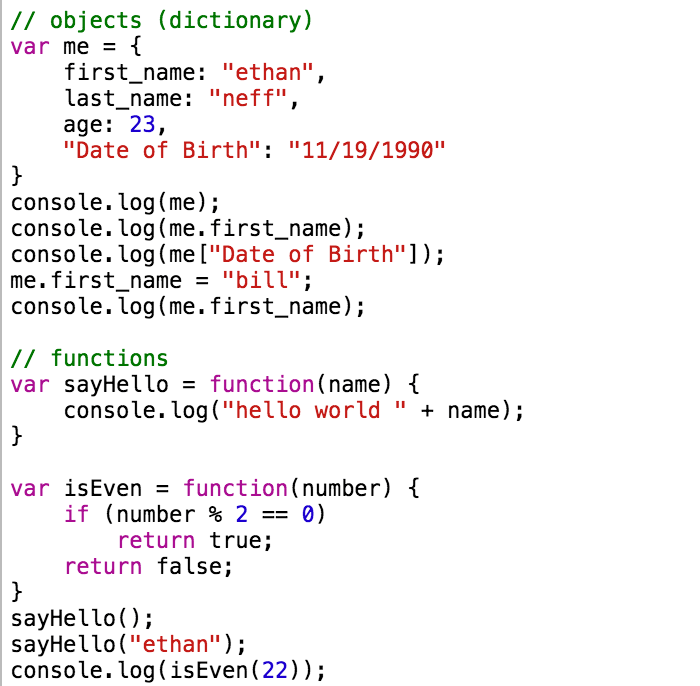 // objects (dictionary)
var me = {
    first_name: "ethan",
    last_name: "neff",
    age: 23,
    "Date of Birth": "11/19/1990"
}
console.log(me);
console.log(me.first_name);
console.log(me["Date of Birth"]);
me.first_name = "bill";
console.log(me.first_name);

// functions
var sayHello = function(name) {
    console.log("hello world " + name);
}

var isEven = function(number) {
    if (number % 2 == 0)
        return true;
    return false;
}
sayHello();
sayHello("ethan");
console.log(isEven(22));